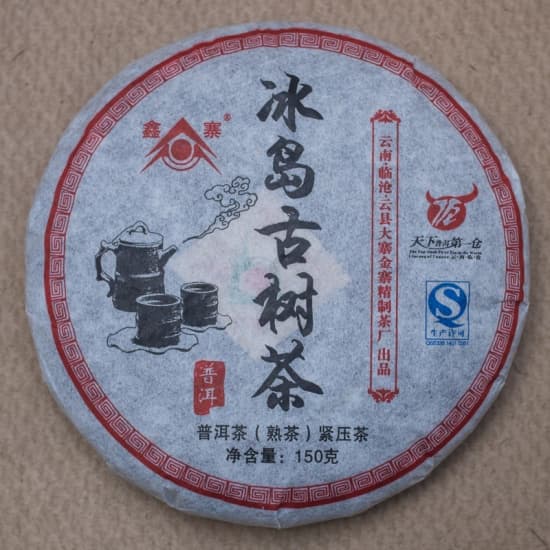 鑫 寨®
冰岛古树茶
普洱
云南·临沧·云县大寨金寨精制茶厂 出品
天下普洱第一仓
生产许可
普洱茶（熟茶）紧压茶
净含量：150克